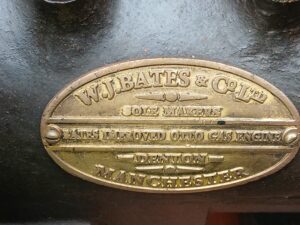 W.J. BATES & CO. LTD
SOLE MAKERS
BATES IMPROVED OTTO GAS ENGINE
DENTON
MANCHESTER